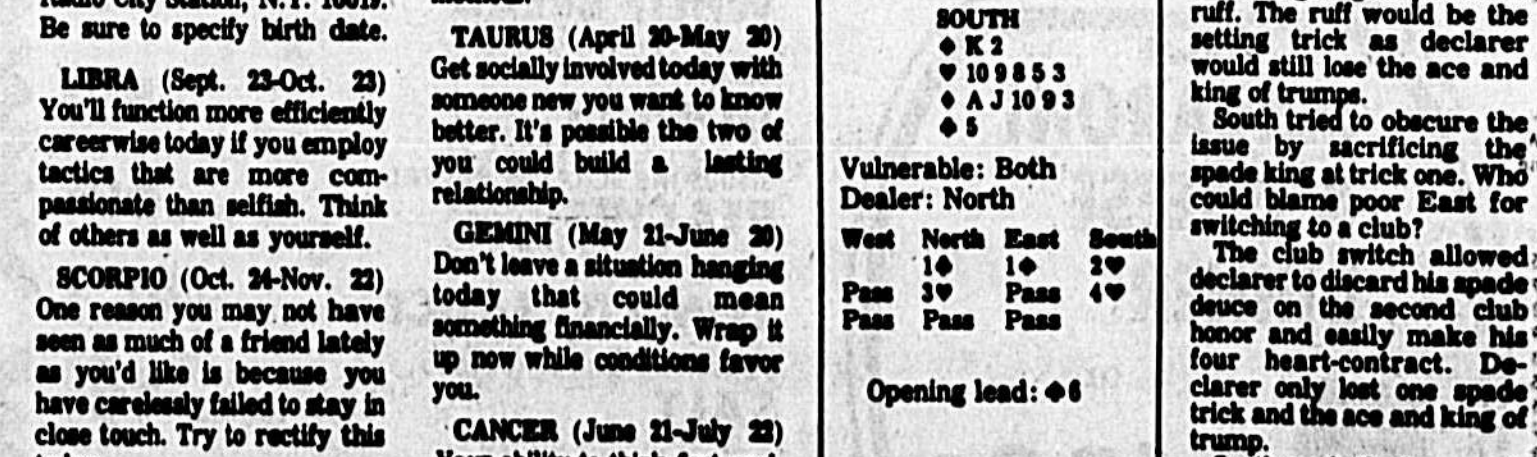 Radio City Station, N.Y. 10019.
Be sure to specify birth date.
LIBRA (Sept. 23-Oct. 23)
You'll function more efficiently
careerwise today if you employ
tactics that are more com-
passionate than selfish. Think
of others as well as yourself.
SCORPIO (Oct. 24-Nov. 22)
One reason you may not have
seen as much of a friend lately
as you'd like is because you
have carelessly failed to stay in
close touch. Try to rectify this
TAURUS (April 20-May 20)
Get socially involved today with
someone new you want to know
better. It's possible the two of
you could build a lasting
relationship.
GEMINI (May 21-June 20)
Don't leave a situation hanging
today that could mean
something financially. Wrap it
up now while conditions favor
you.
CANCER (June 21-July 22)
SOUTH
♠ K 2
♥ 10 9 8 5 3
♦ A J 10 9 3
♣ 5
Vulnerable: Both
Dealer: North
West North East South
1♣ 1♠ 2♥
Pass 3♥ Pass 4♥
Pass Pass Pass
Opening lead: ♠6
ruff. The ruff would be the
setting trick as declarer
would still lose the ace and
king of trumps.
South tried to obscure the
issue by sacrificing the
spade king at trick one. Who
could blame poor East for
switching to a club?
The club switch allowed
declarer to discard his spade
deuce on the second club
honor and easily make his
four heart-contract. De-
clarer only lost one spade
trick and the ace and king of
trump.